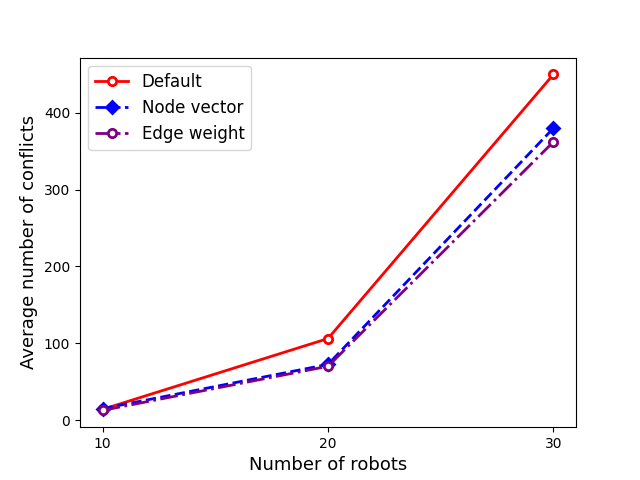 Default
Node vector
Edge weight
Average number of conflicts
400
300
200
100
0
10 20 30
Number of robots